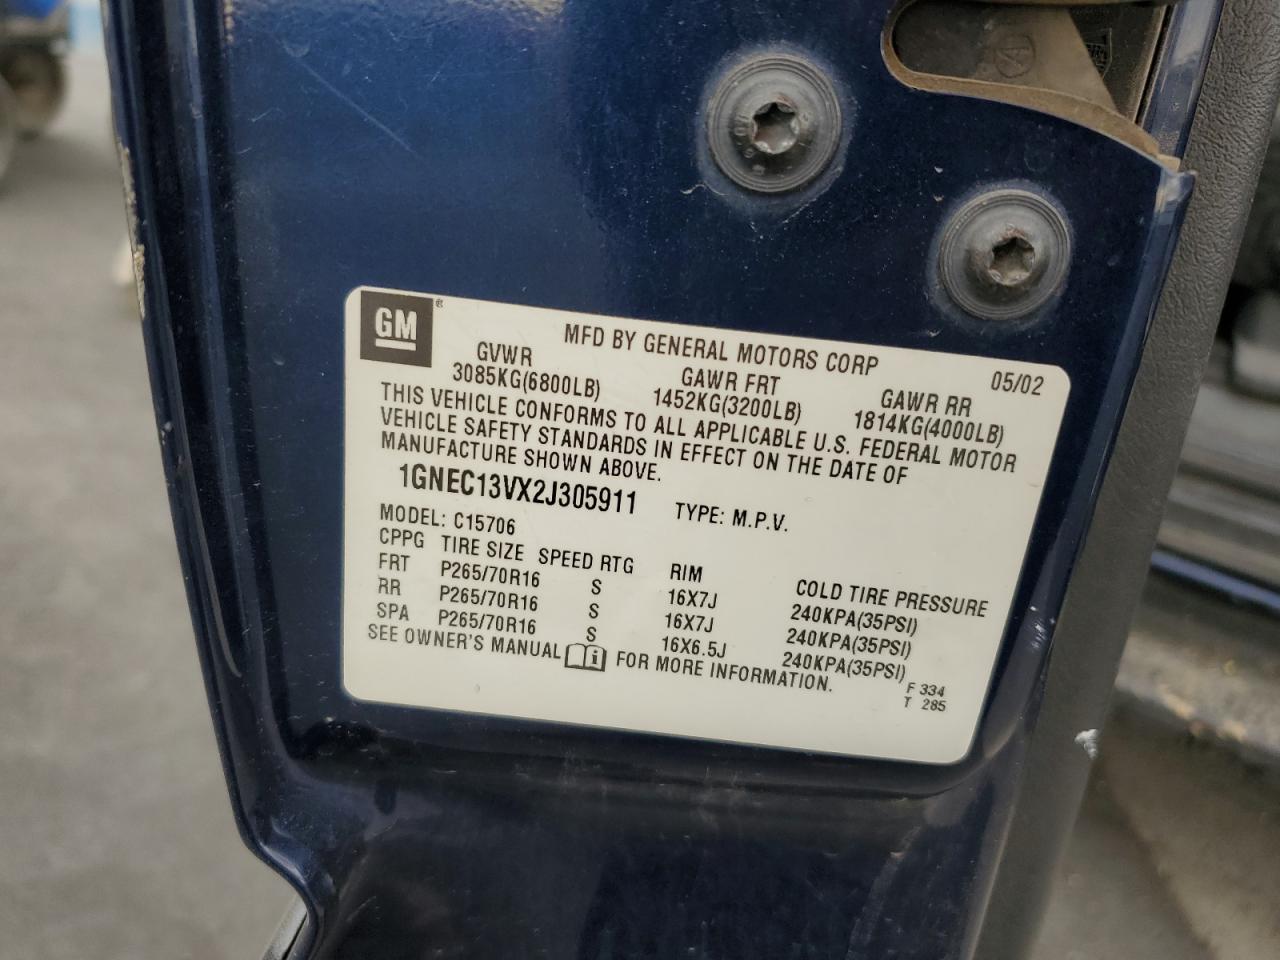 GM ®
MFD BY GENERAL MOTORS CORP 05/02
GVWR GAWR FRT GAWR RR
3085KG(6800LB) 1452KG(3200LB) 1814KG(4000LB)
THIS VEHICLE CONFORMS TO ALL APPLICABLE U.S. FEDERAL MOTOR
VEHICLE SAFETY STANDARDS IN EFFECT ON THE DATE OF
MANUFACTURE SHOWN ABOVE.
1GNEC13VX2J305911 TYPE: M.P.V.
MODEL: C15706
CPPG TIRE SIZE SPEED RTG RIM COLD TIRE PRESSURE
FRT P265/70R16 S 16X7J 240KPA(35PSI)
RR P265/70R16 S 16X7J 240KPA(35PSI)
SPA P265/70R16 S 16X6.5J 240KPA(35PSI)
SEE OWNER'S MANUAL i FOR MORE INFORMATION.
F 334
T 285